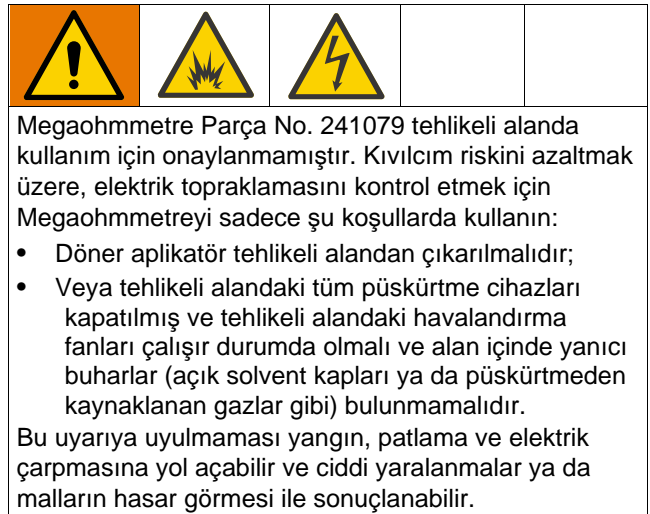 Megaohmmetre Parça No. 241079 tehlikeli alanda
kullanım için onaylanmamıştır. Kıvılcım riskini azaltmak
üzere, elektrik topraklamasını kontrol etmek için
Megaohmmetreyi sadece şu koşullarda kullanın:
• Döner aplikatör tehlikeli alandan çıkarılmalıdır;
• Veya tehlikeli alandaki tüm püskürtme cihazları
kapatılmış ve tehlikeli alandaki havalandırma
fanları çalışır durumda olmalı ve alan içinde yanıcı
buharlar (açık solvent kapları ya da püskürtmeden
kaynaklanan gazlar gibi) bulunmamalıdır.
Bu uyarıya uyulmaması yangın, patlama ve elektrik
çarpmasına yol açabilir ve ciddi yaralanmalar ya da
malların hasar görmesi ile sonuçlanabilir.